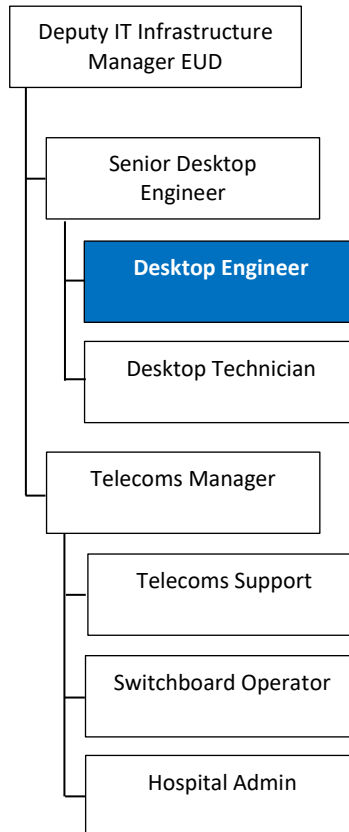 Deputy IT Infrastructure
Manager EUD
Senior Desktop
Engineer
Desktop Engineer
Desktop Technician
Telecoms Manager
Telecoms Support
Switchboard Operator
Hospital Admin